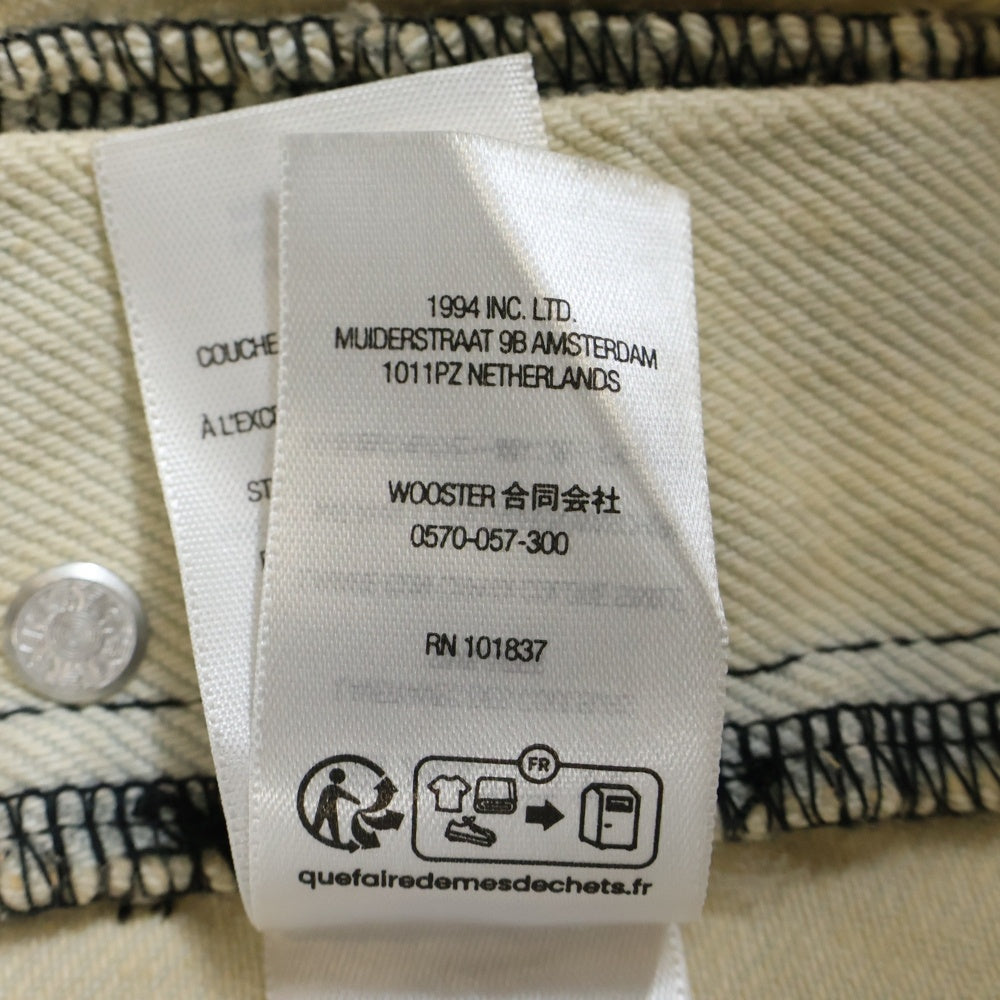 1994 INC. LTD.
MUIDERSTRAAT 9B AMSTERDAM
1011PZ NETHERLANDS
WOOSTER 合同会社
0570-057-300
RN 101837
FR
quefairedemesdechets.fr
COUCHE
À L'EXCE
ST